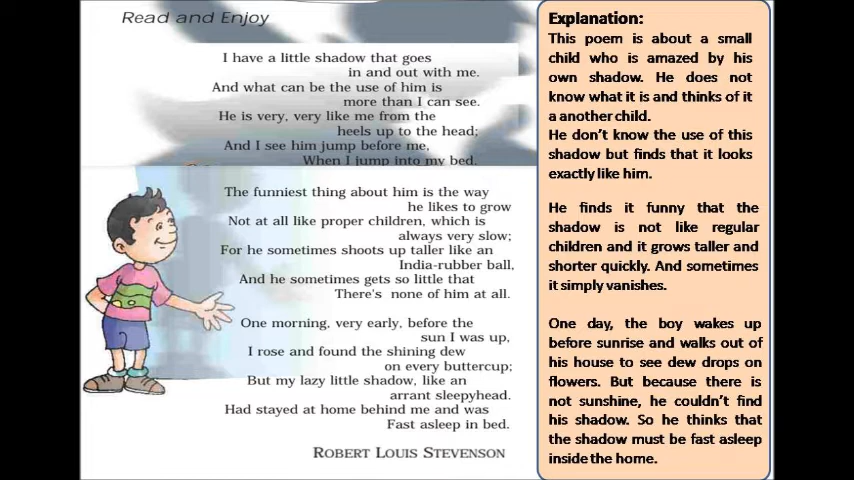 Read and Enjoy
I have a little shadow that goes
in and out with me.
And what can be the use of him is
more than I can see.
He is very, very like me from the
heels up to the head;
And I see him jump before me,
When I jump into my bed.
The funniest thing about him is the way
he likes to grow
Not at all like proper children, which is
always very slow;
For he sometimes shoots up taller like an
India-rubber ball,
And he sometimes gets so little that
There's none of him at all.
One morning, very early, before the
sun I was up,
I rose and found the shining dew
on every buttercup;
But my lazy little shadow, like an
arrant sleepyhead.
Had stayed at home behind me and was
Fast asleep in bed.
ROBERT LOUIS STEVENSON
Explanation:
This poem is about a small
child who is amazed by his
own shadow. He does not
know what it is and thinks of it
a another child.
He don't know the use of this
shadow but finds that it looks
exactly like him.
He finds it funny that the
shadow is not like regular
children and it grows taller and
shorter quickly. And sometimes
it simply vanishes.
One day, the boy wakes up
before sunrise and walks out of
his house to see dew drops on
flowers. But because there is
not sunshine, he couldn't find
his shadow. So he thinks that
the shadow must be fast asleep
inside the home.